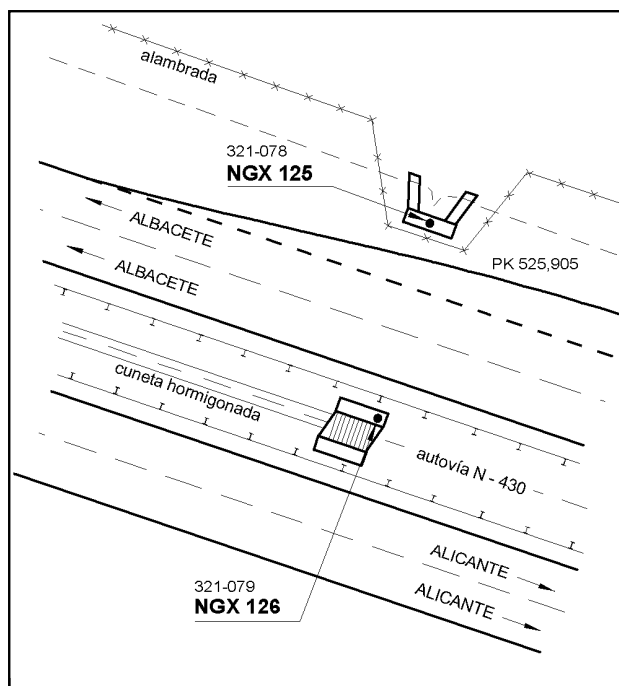 alambrada
321-078
NGX 125
ALBACETE
PK 525,905
ALBACETE
cuneta hormigonada
autovía N - 430
ALICANTE
321-079
NGX 126
ALICANTE